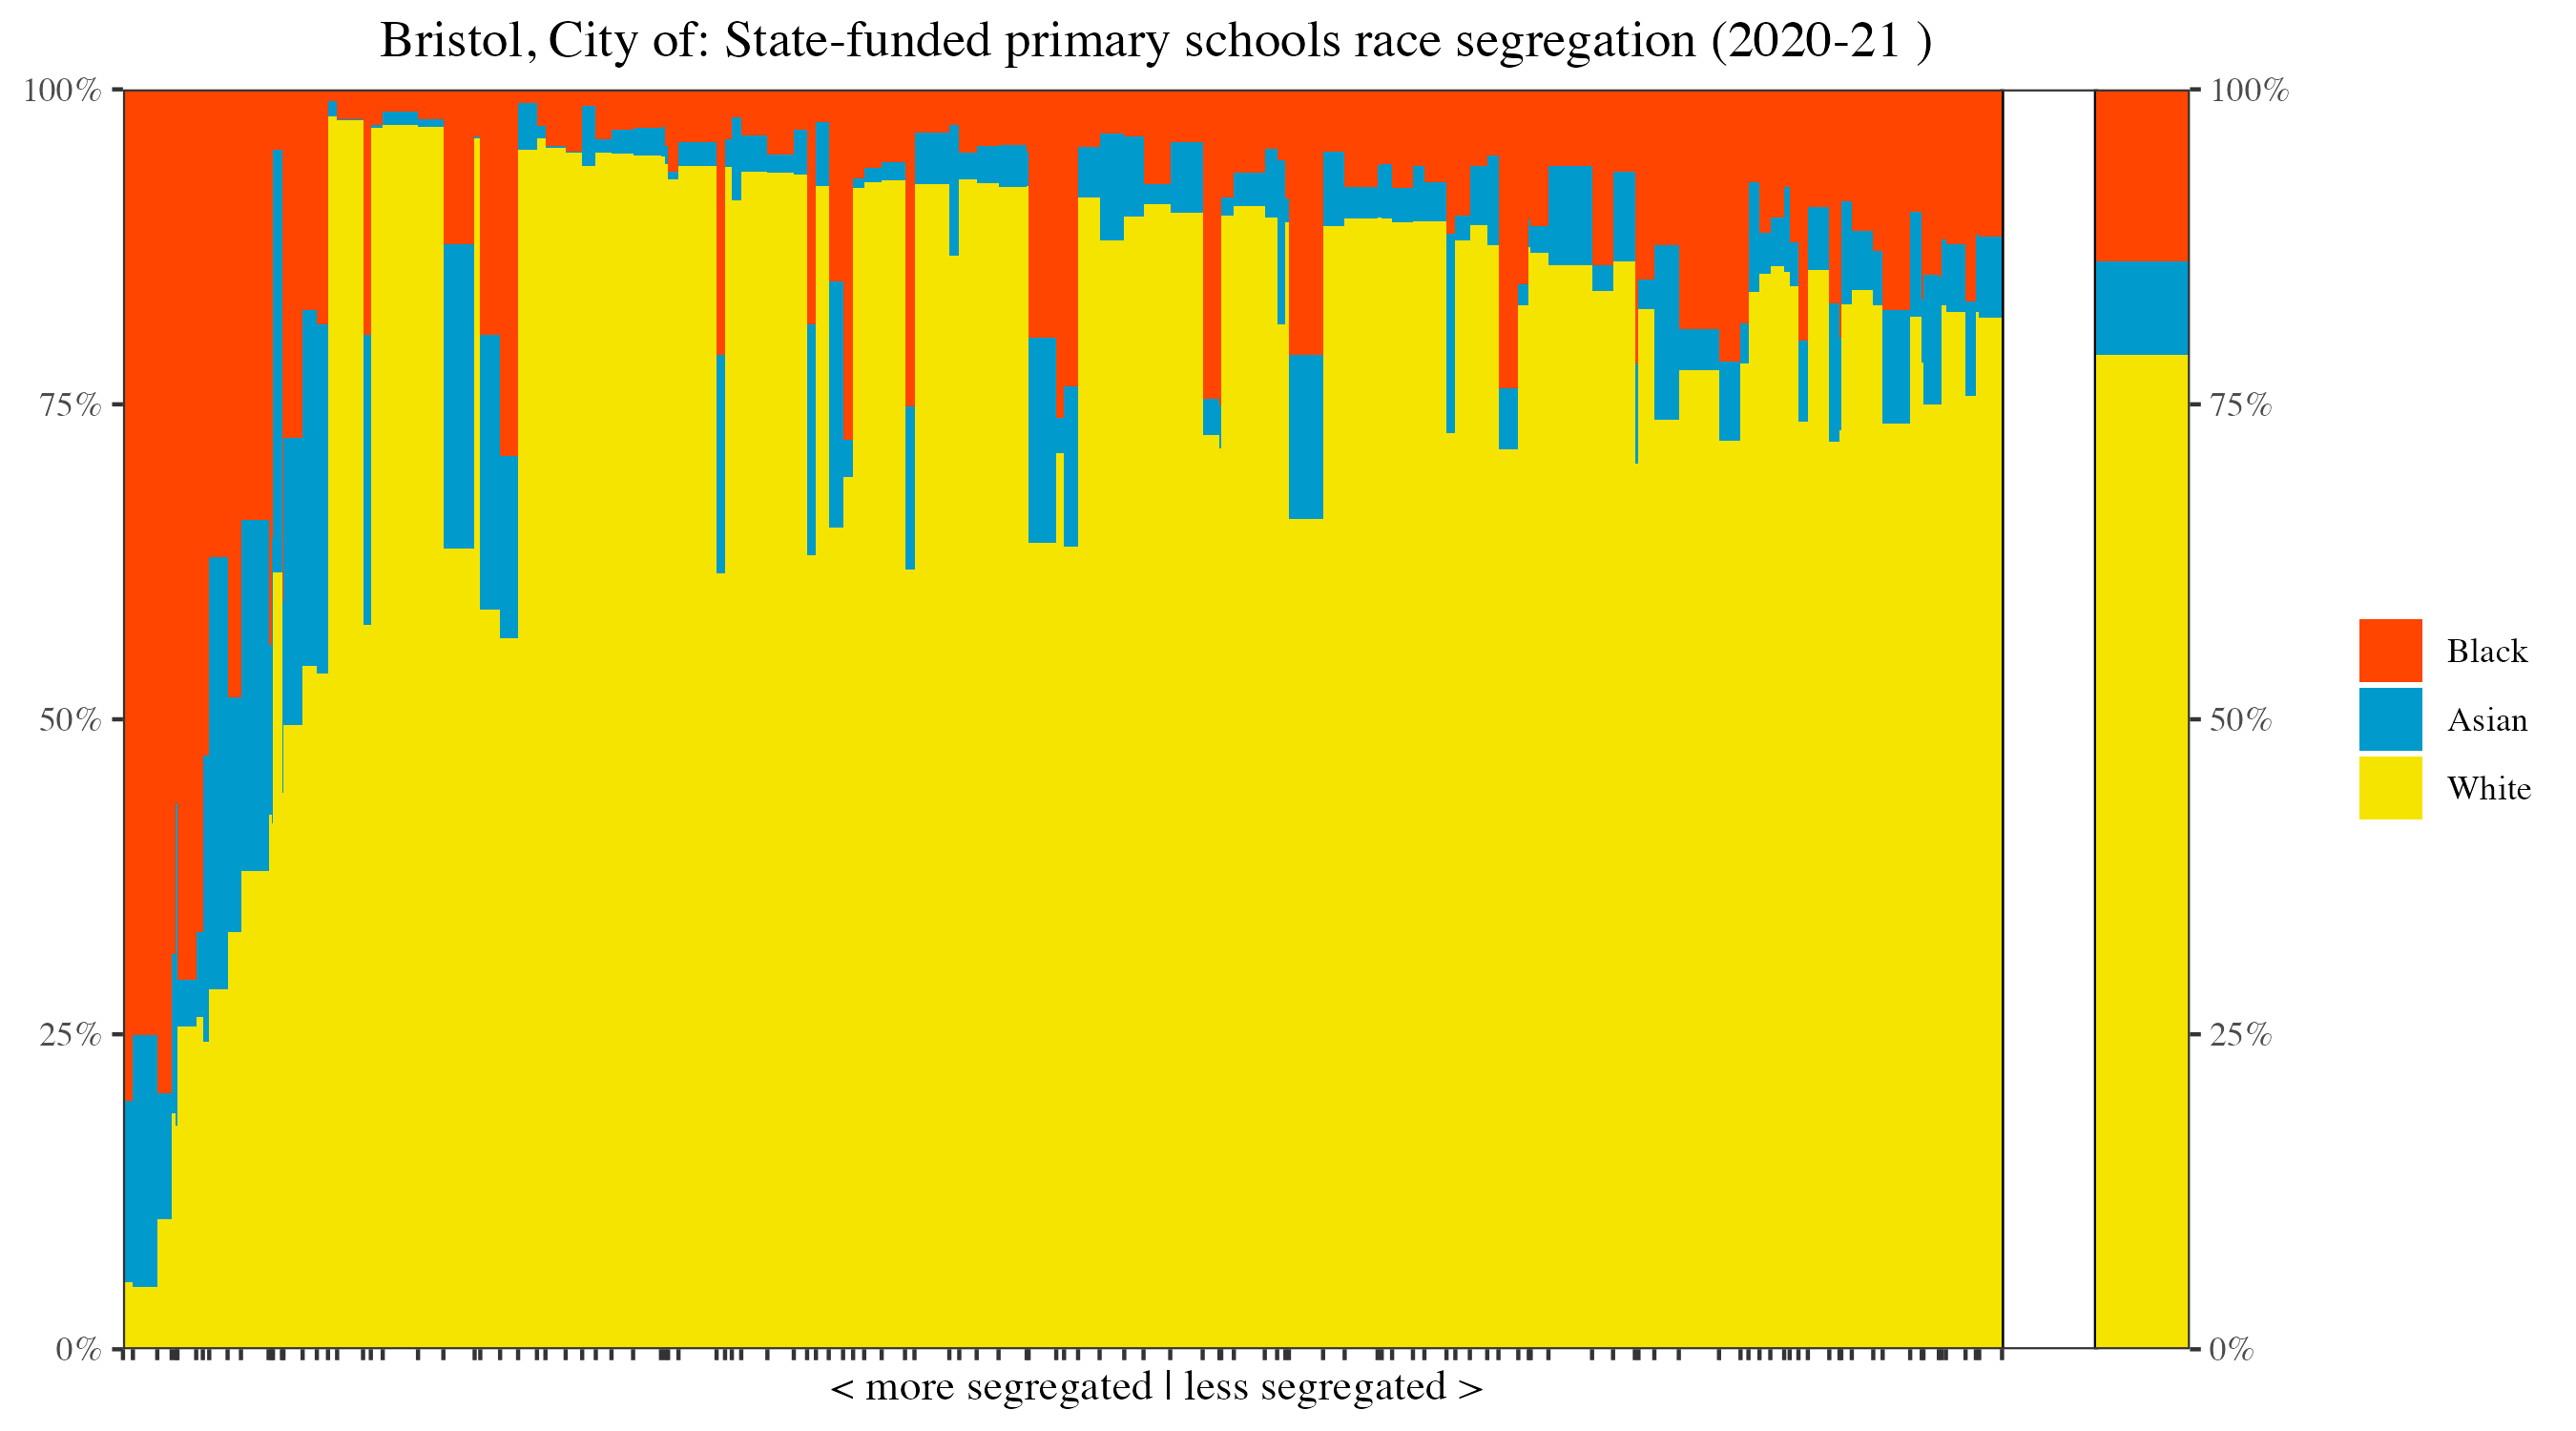 Bristol, City of: State-funded primary schools race segregation (2020-21 )
100%
75%
50%
25%
0%
100%
75%
50%
25%
0%
Black
Asian
White
< more segregated | less segregated >